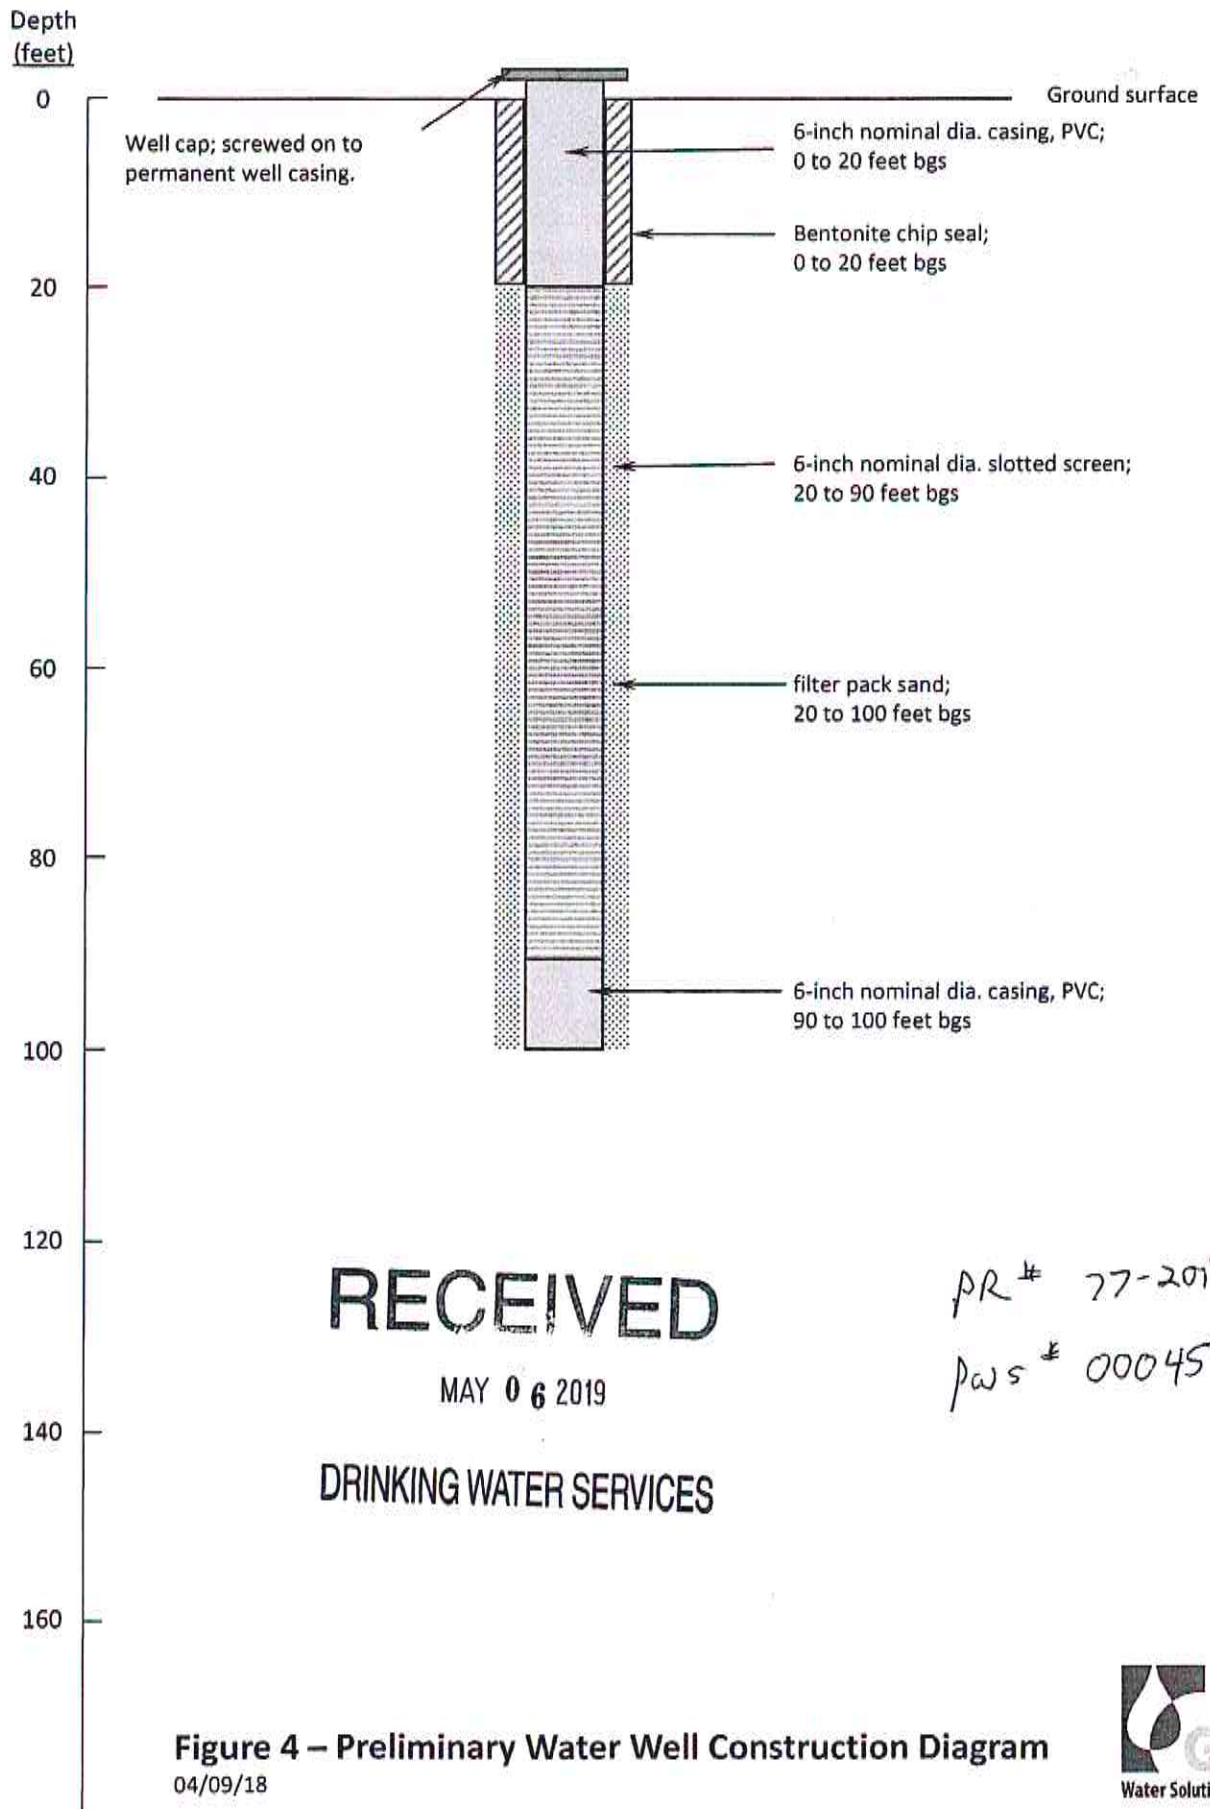 Depth
(feet)
0
Ground surface
Well cap; screwed on to
permanent well casing.
6-inch nominal dia. casing, PVC;
0 to 20 feet bgs
Bentonite chip seal;
0 to 20 feet bgs
20
40
6-inch nominal dia. slotted screen;
20 to 90 feet bgs
60
filter pack sand;
20 to 100 feet bgs
80
6-inch nominal dia. casing, PVC;
90 to 100 feet bgs
100
120
RECEIVED
MAY 06 2019
DRINKING WATER SERVICES
PR #
PWS # 00045
140
160
Figure 4 – Preliminary Water Well Construction Diagram
04/09/18
G
Water Soluti